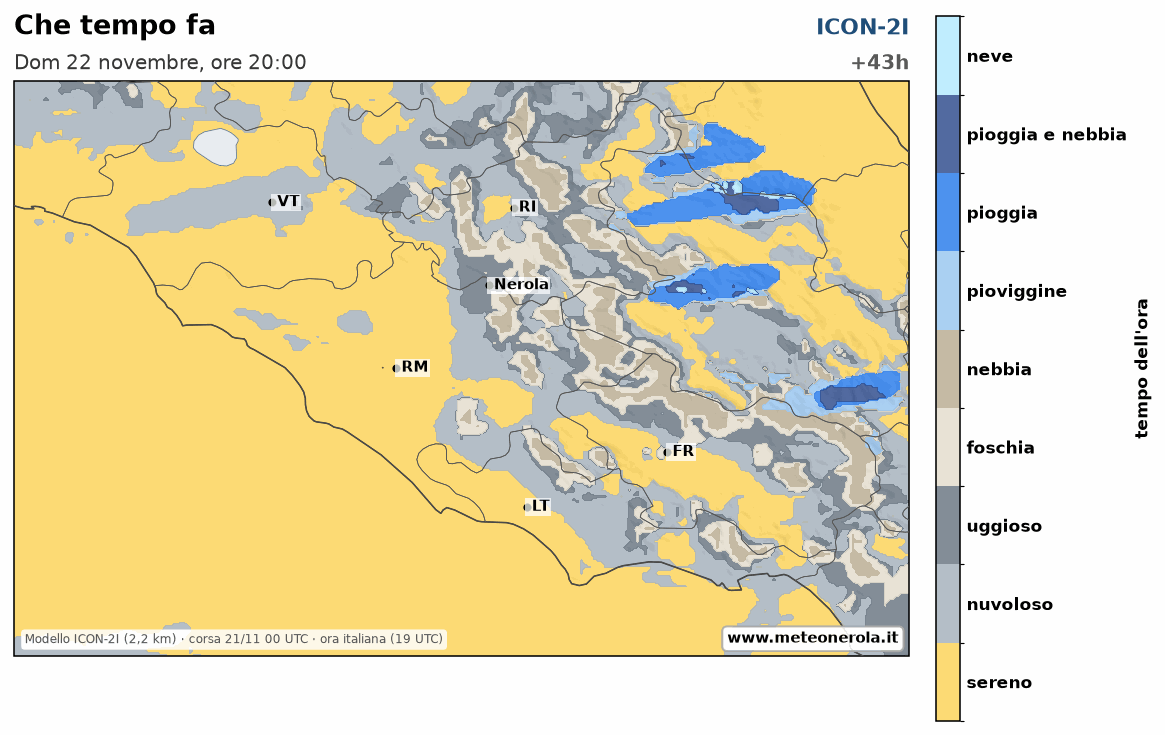 Che tempo fa
ICON-2I
Dom 22 novembre, ore 20:00
+43h
VT
RI
Nerola
RM
FR
LT
Modello ICON-2I (2,2 km) · corsa 21/11 00 UTC · ora italiana (19 UTC)
www.meteonerola.it
neve
pioggia e nebbia
pioggia
pioviggine
nebbia
foschia
uggioso
nuvoloso
sereno
tempo dell'ora